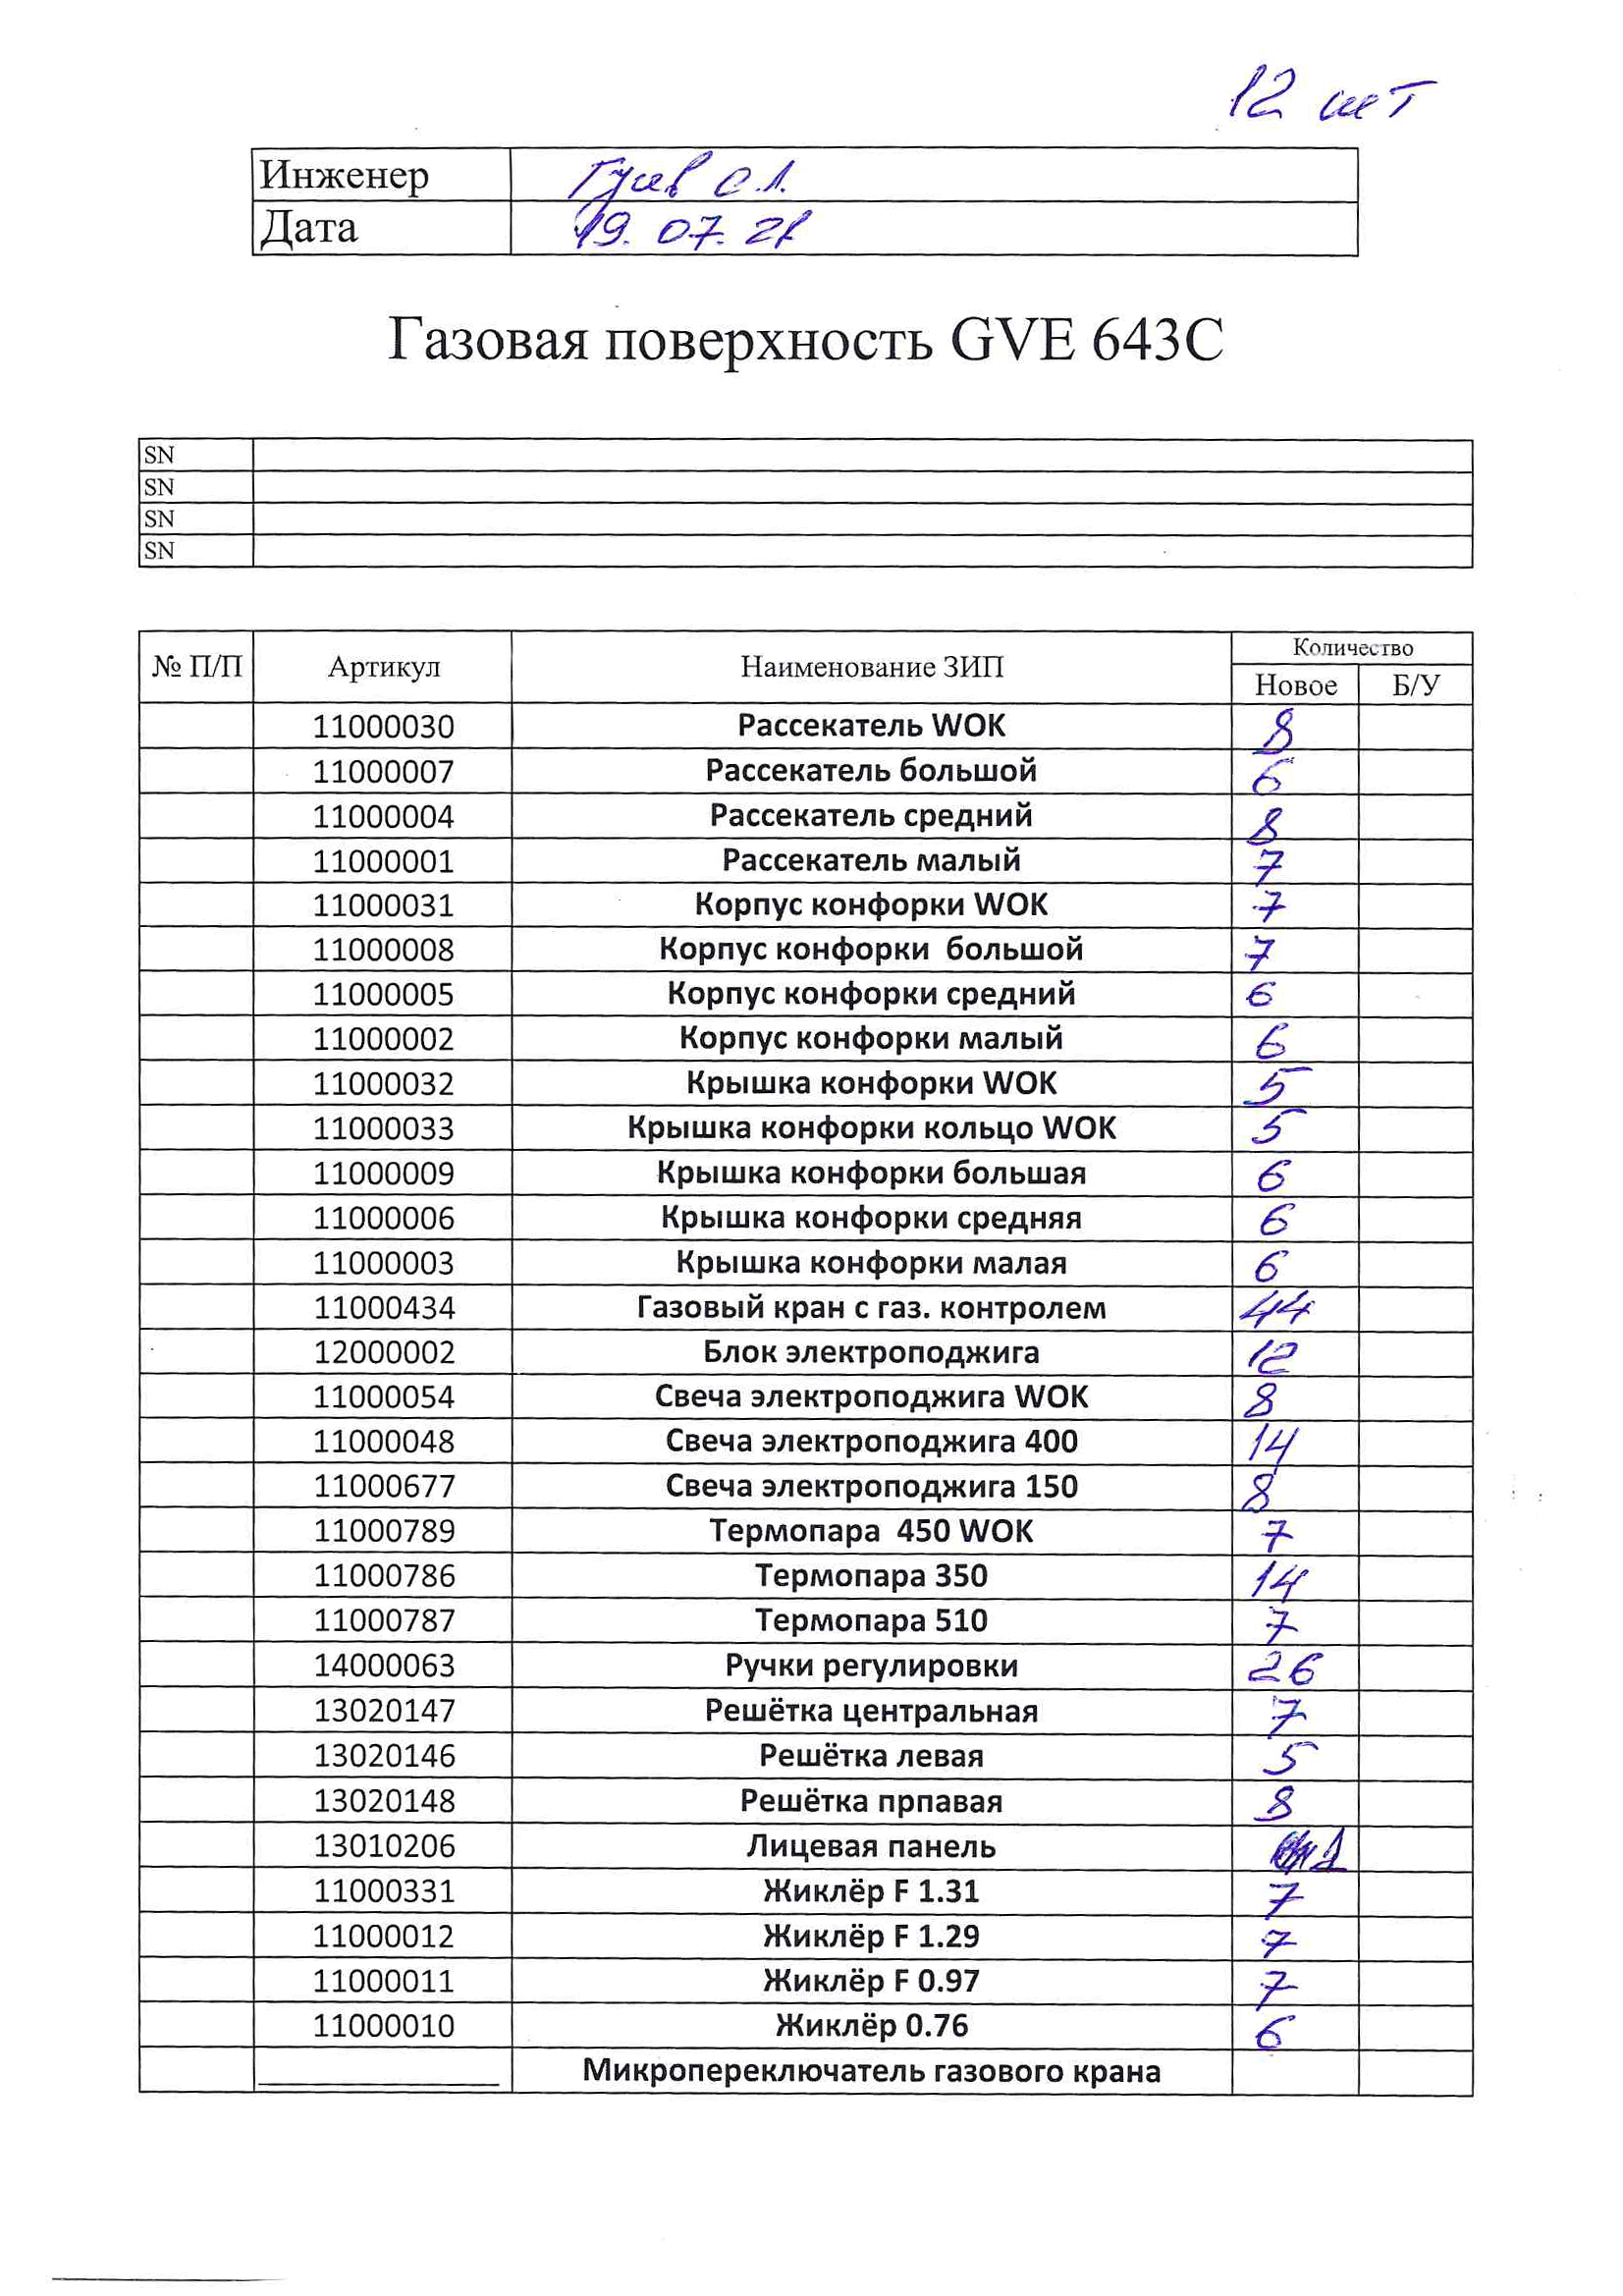 12 шт
Инженер Гусев С.Л.
Дата 19.07.21
Газовая поверхность GVE 643C
SN
SN
SN
SN
№ П/П Артикул Наименование ЗИП Количество
Новое Б/У
11000030 Рассекатель WOK 8
11000007 Рассекатель большой 6
11000004 Рассекатель средний 8
11000001 Рассекатель малый 7
11000031 Корпус конфорки WOK 7
11000008 Корпус конфорки большой 7
11000005 Корпус конфорки средний 6
11000002 Корпус конфорки малый 6
11000032 Крышка конфорки WOK 5
11000033 Крышка конфорки кольцо WOK 5
11000009 Крышка конфорки большая 6
11000006 Крышка конфорки средняя 6
11000003 Крышка конфорки малая 6
11000434 Газовый кран с газ. контролем 44
12000002 Блок электроподжига 12
11000054 Свеча электроподжига WOK 8
11000048 Свеча электроподжига 400 14
11000677 Свеча электроподжига 150 8
11000789 Термопара 450 WOK 7
11000786 Термопара 350 14
11000787 Термопара 510 7
14000063 Ручки регулировки 26
13020147 Решётка центральная 7
13020146 Решётка левая 5
13020148 Решётка прпавая 8
13010206 Лицевая панель 1
11000331 Жиклёр F 1.31 7
11000012 Жиклёр F 1.29 7
11000011 Жиклёр F 0.97 7
11000010 Жиклёр 0.76 6
Микропереключатель газового крана